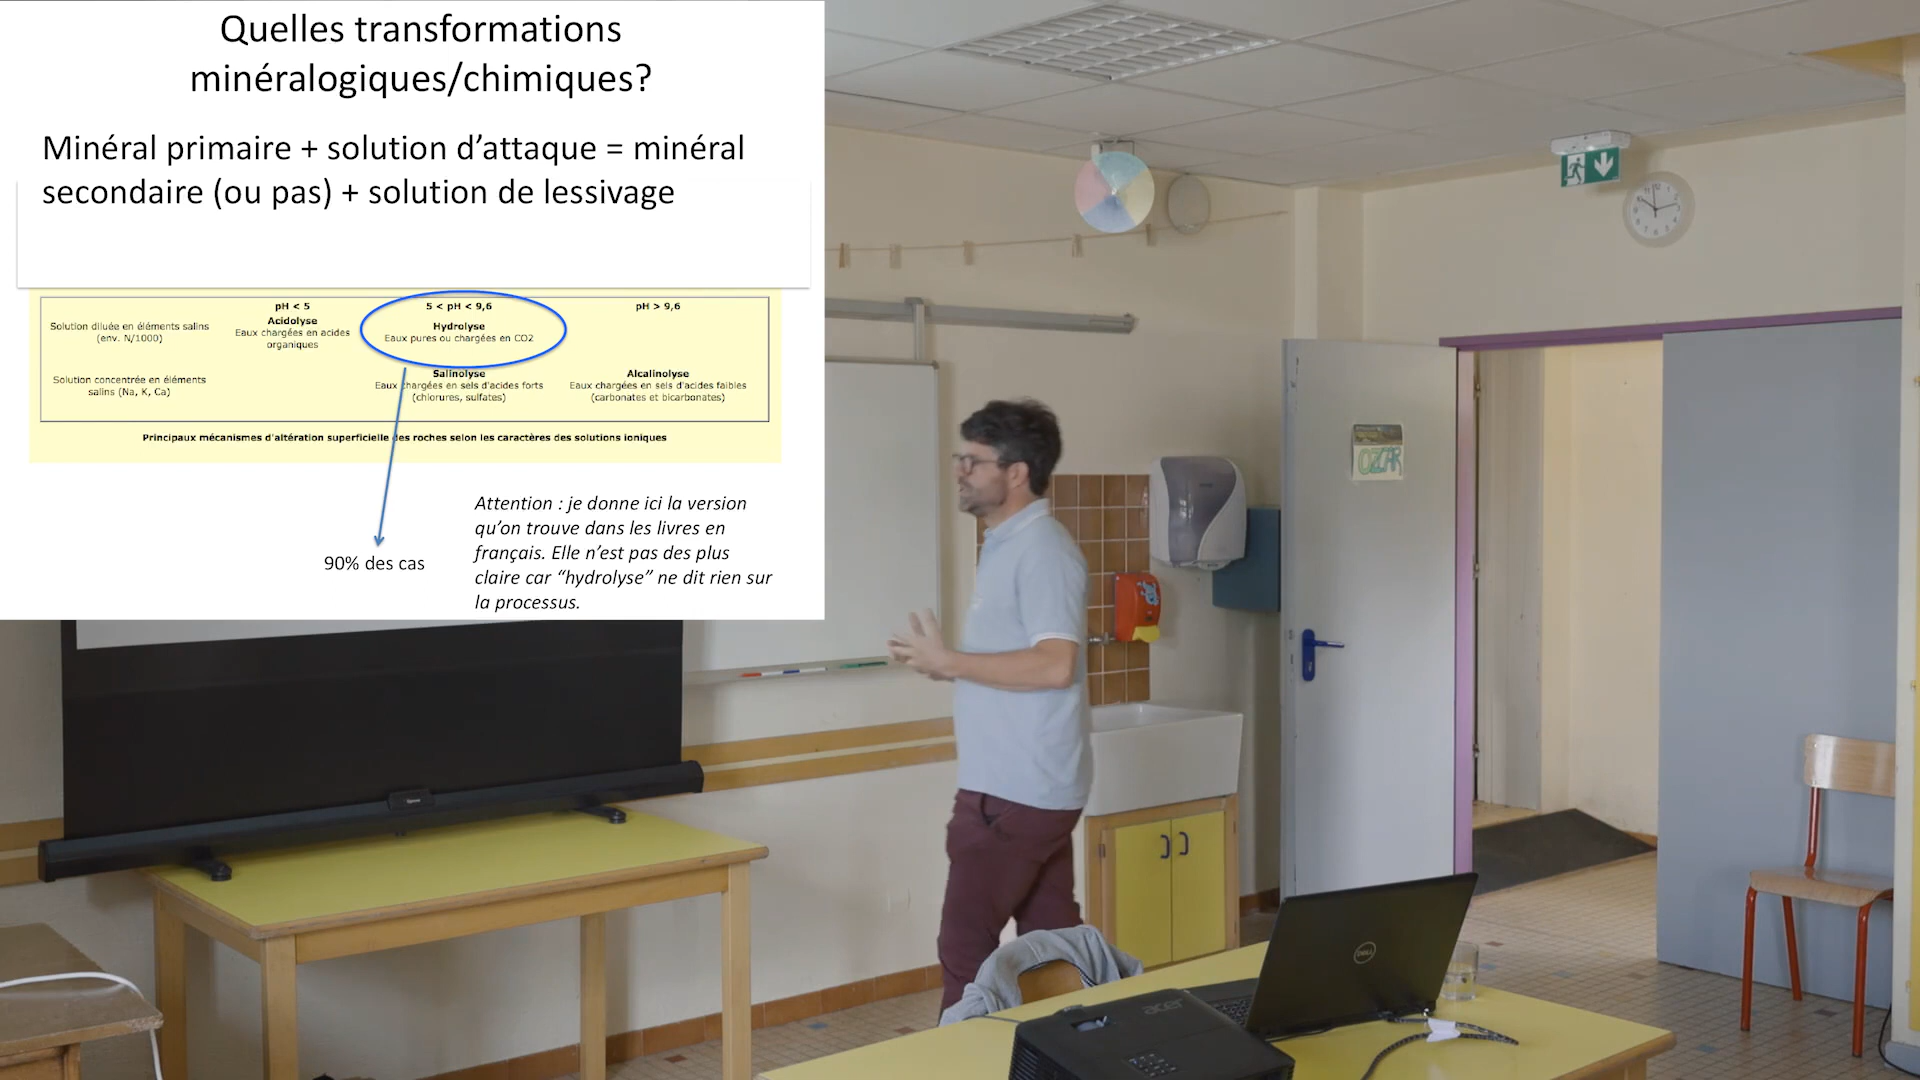 Quelles transformations
minéralogiques/chimiques?
Minéral primaire + solution d'attaque = minéral
secondaire (ou pas) + solution de lessivage
pH < 5
5 < pH < 9,6
pH > 9,6
Solution diluée en éléments salins
(env. N/1000)
Acidolyse
Eaux chargées en acides
organiques
Hydrolyse
Eaux pures ou chargées en CO2
Solution concentrée en éléments
salins (Na, K, Ca)
Salinolyse
Eaux chargées en sels d'acides forts
(chlorures, sulfates)
Alcalinolyse
Eaux chargées en sels d'acides faibles
(carbonates et bicarbonates)
Principaux mécanismes d'altération superficielle des roches selon les caractères des solutions ioniques
90% des cas
Attention : je donne ici la version
qu'on trouve dans les livres en
français. Elle n'est pas des plus
claire car “hydrolyse” ne dit rien sur
la processus.
OZCAR
DELL
acer